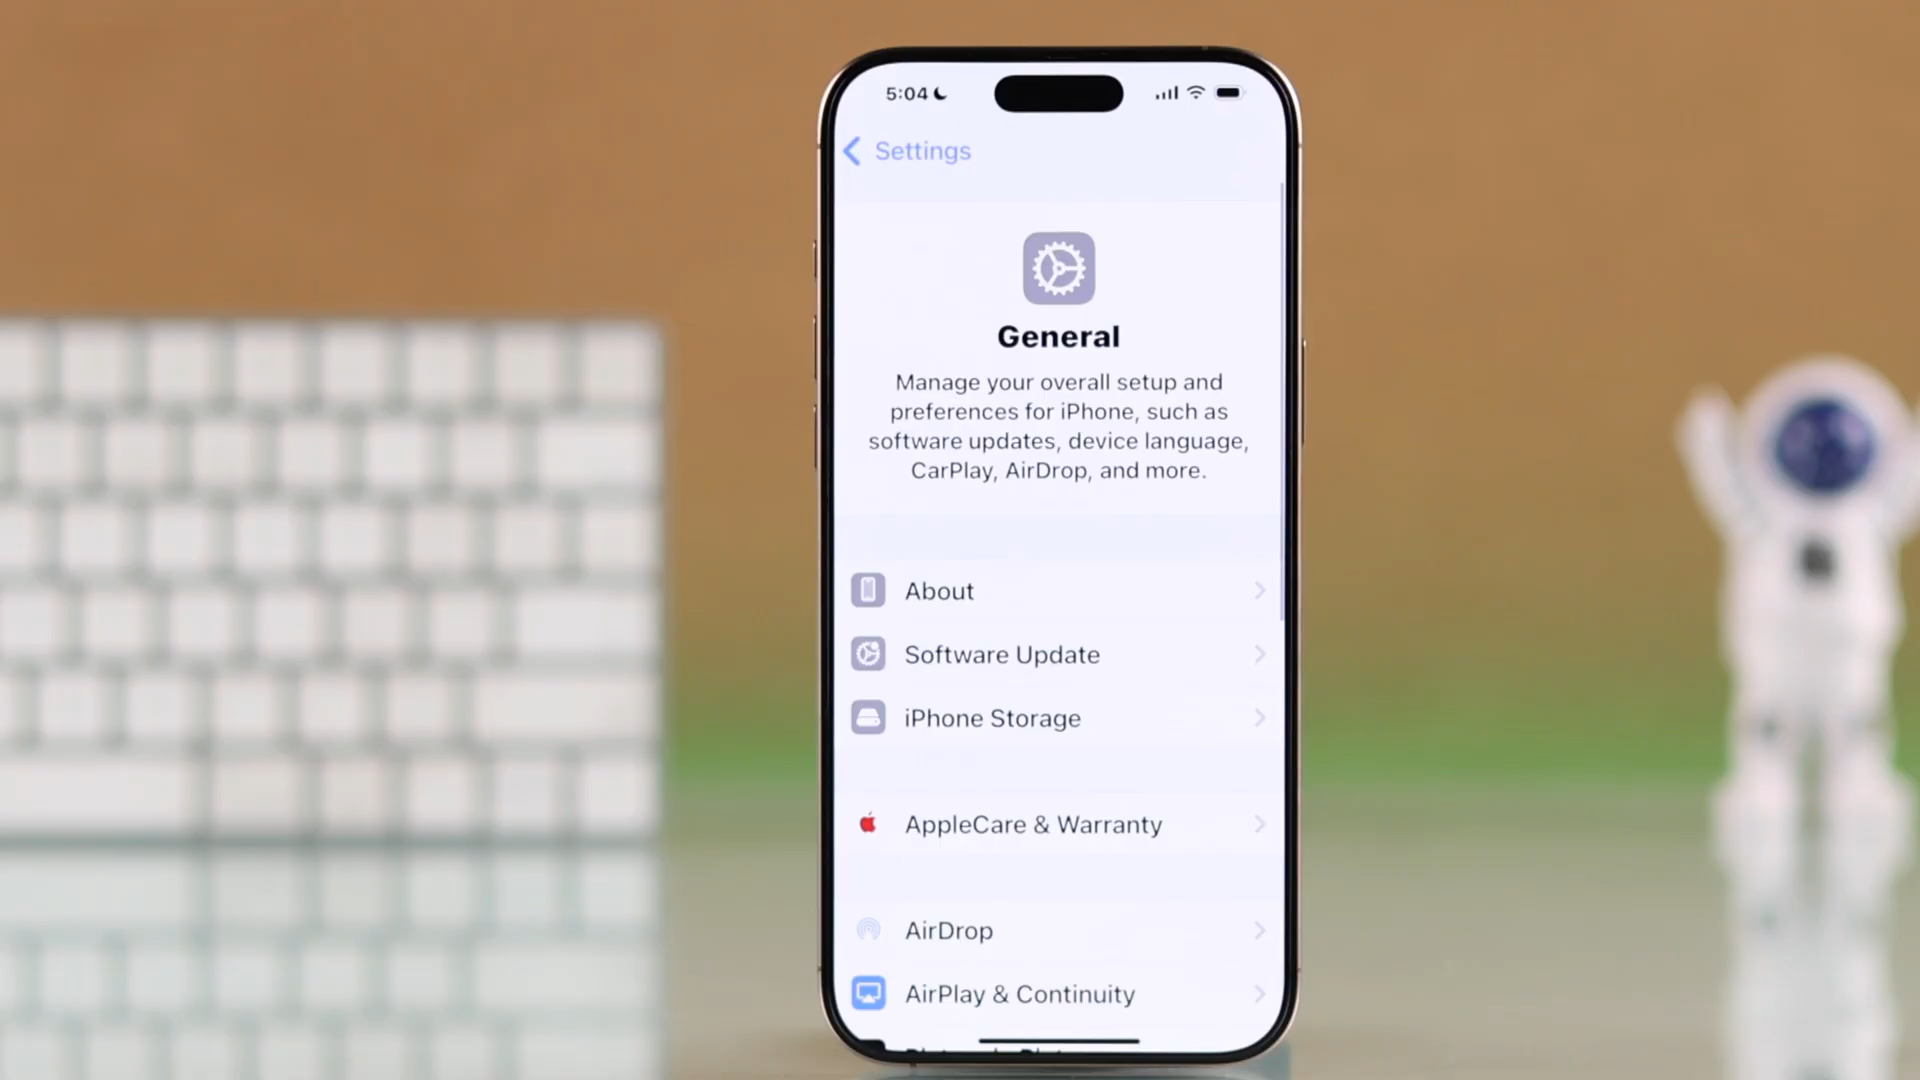 5:04
Settings
General
Manage your overall setup and
preferences for iPhone, such as
software updates, device language,
CarPlay, AirDrop, and more.
About
Software Update
iPhone Storage
AppleCare & Warranty
AirDrop
AirPlay & Continuity